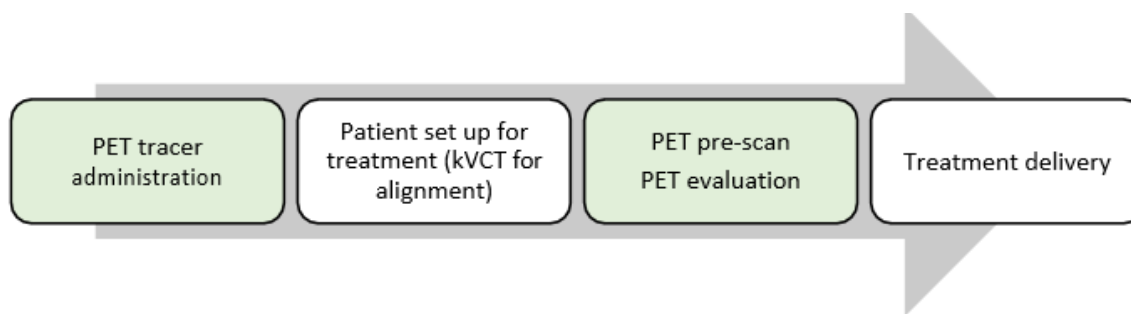 PET tracer
administration
Patient set up for
treatment (kVCT for
alignment)
PET pre-scan
PET evaluation
Treatment delivery